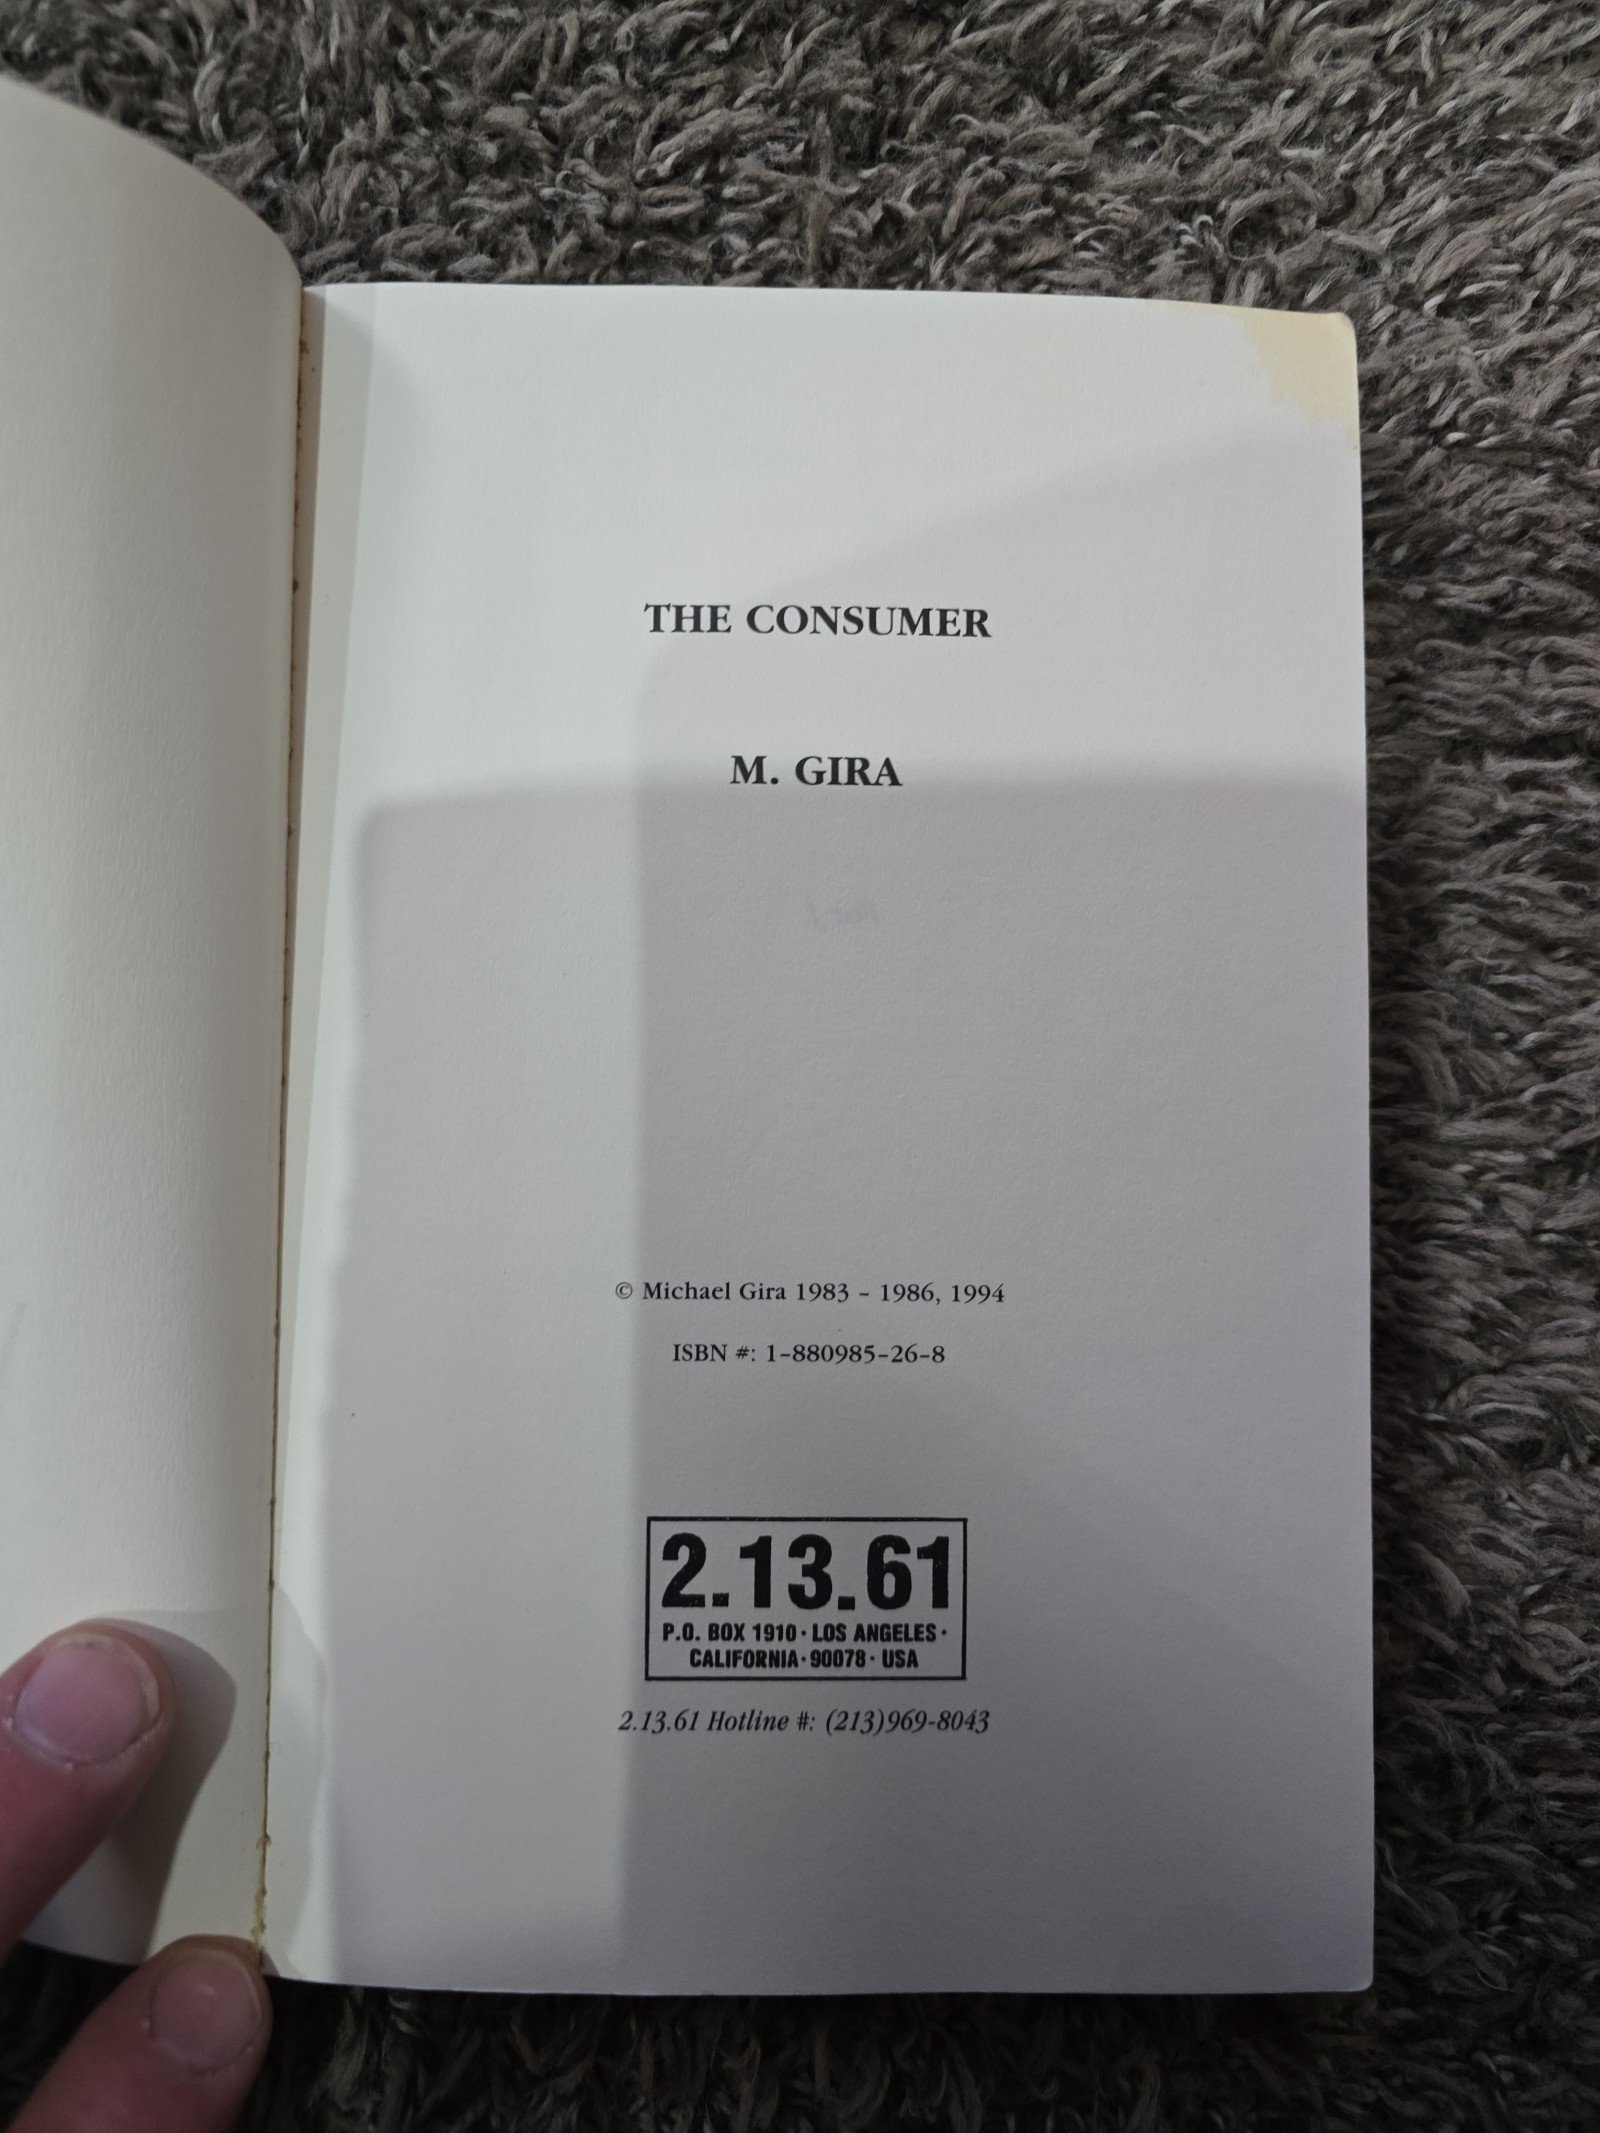 THE CONSUMER
M. GIRA
© Michael Gira 1983 - 1986, 1994
ISBN #: 1-880985-26-8
2.13.61
P.O. BOX 1910 · LOS ANGELES ·
CALIFORNIA · 90078 · USA
2.13.61 Hotline #: (213)969-8043